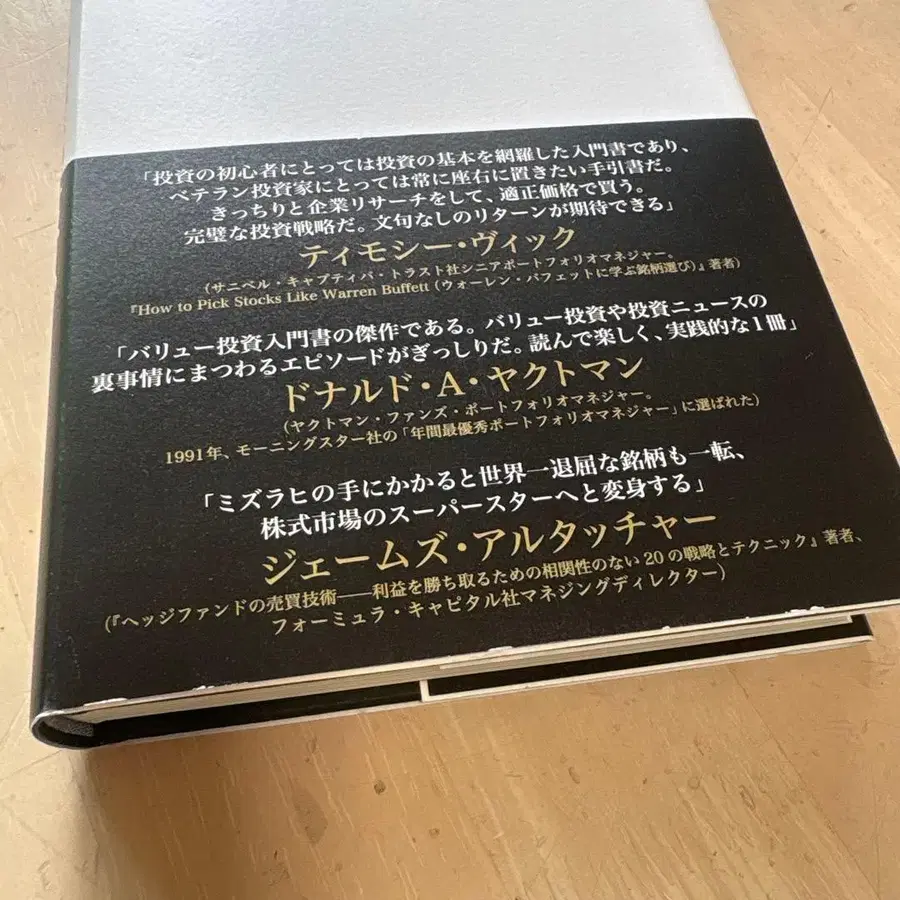 「投資の初心者にとっては投資の基本を網羅した入門書であり、
ベテラン投資家にとっては常に座右に置きたい手引書だ。
きっちりと企業リサーチをして、適正価格で買う。
完璧な投資戦略だ。文句なしのリターンが期待できる」
ティモシー・ヴィック
(サニベル・キャプティバ・トラスト社シニアポートフォリオマネジャー。
『How to Pick Stocks Like Warren Buffett (ウォーレン・バフェットに学ぶ銘柄選び)』著者)
「バリュー投資入門書の傑作である。バリュー投資や投資ニュースの
裏事情にまつわるエピソードがぎっしりだ。読んで楽しく、実践的な1冊」
ドナルド・A・ヤクトマン
(ヤクトマン・ファンズ・ポートフォリオマネジャー。
1991年、モーニングスター社の「年間最優秀ポートフォリオマネジャー」に選ばれた)
「ミズラヒの手にかかると世界一退屈な銘柄も一転、
株式市場のスーパースターへと変身する」
ジェームズ・アルタッチャー
(『ヘッジファンドの売買技術――利益を勝ち取るための相関性のない20の戦略とテクニック』著者、
フォーミュラ・キャピタル社マネジングディレクター)